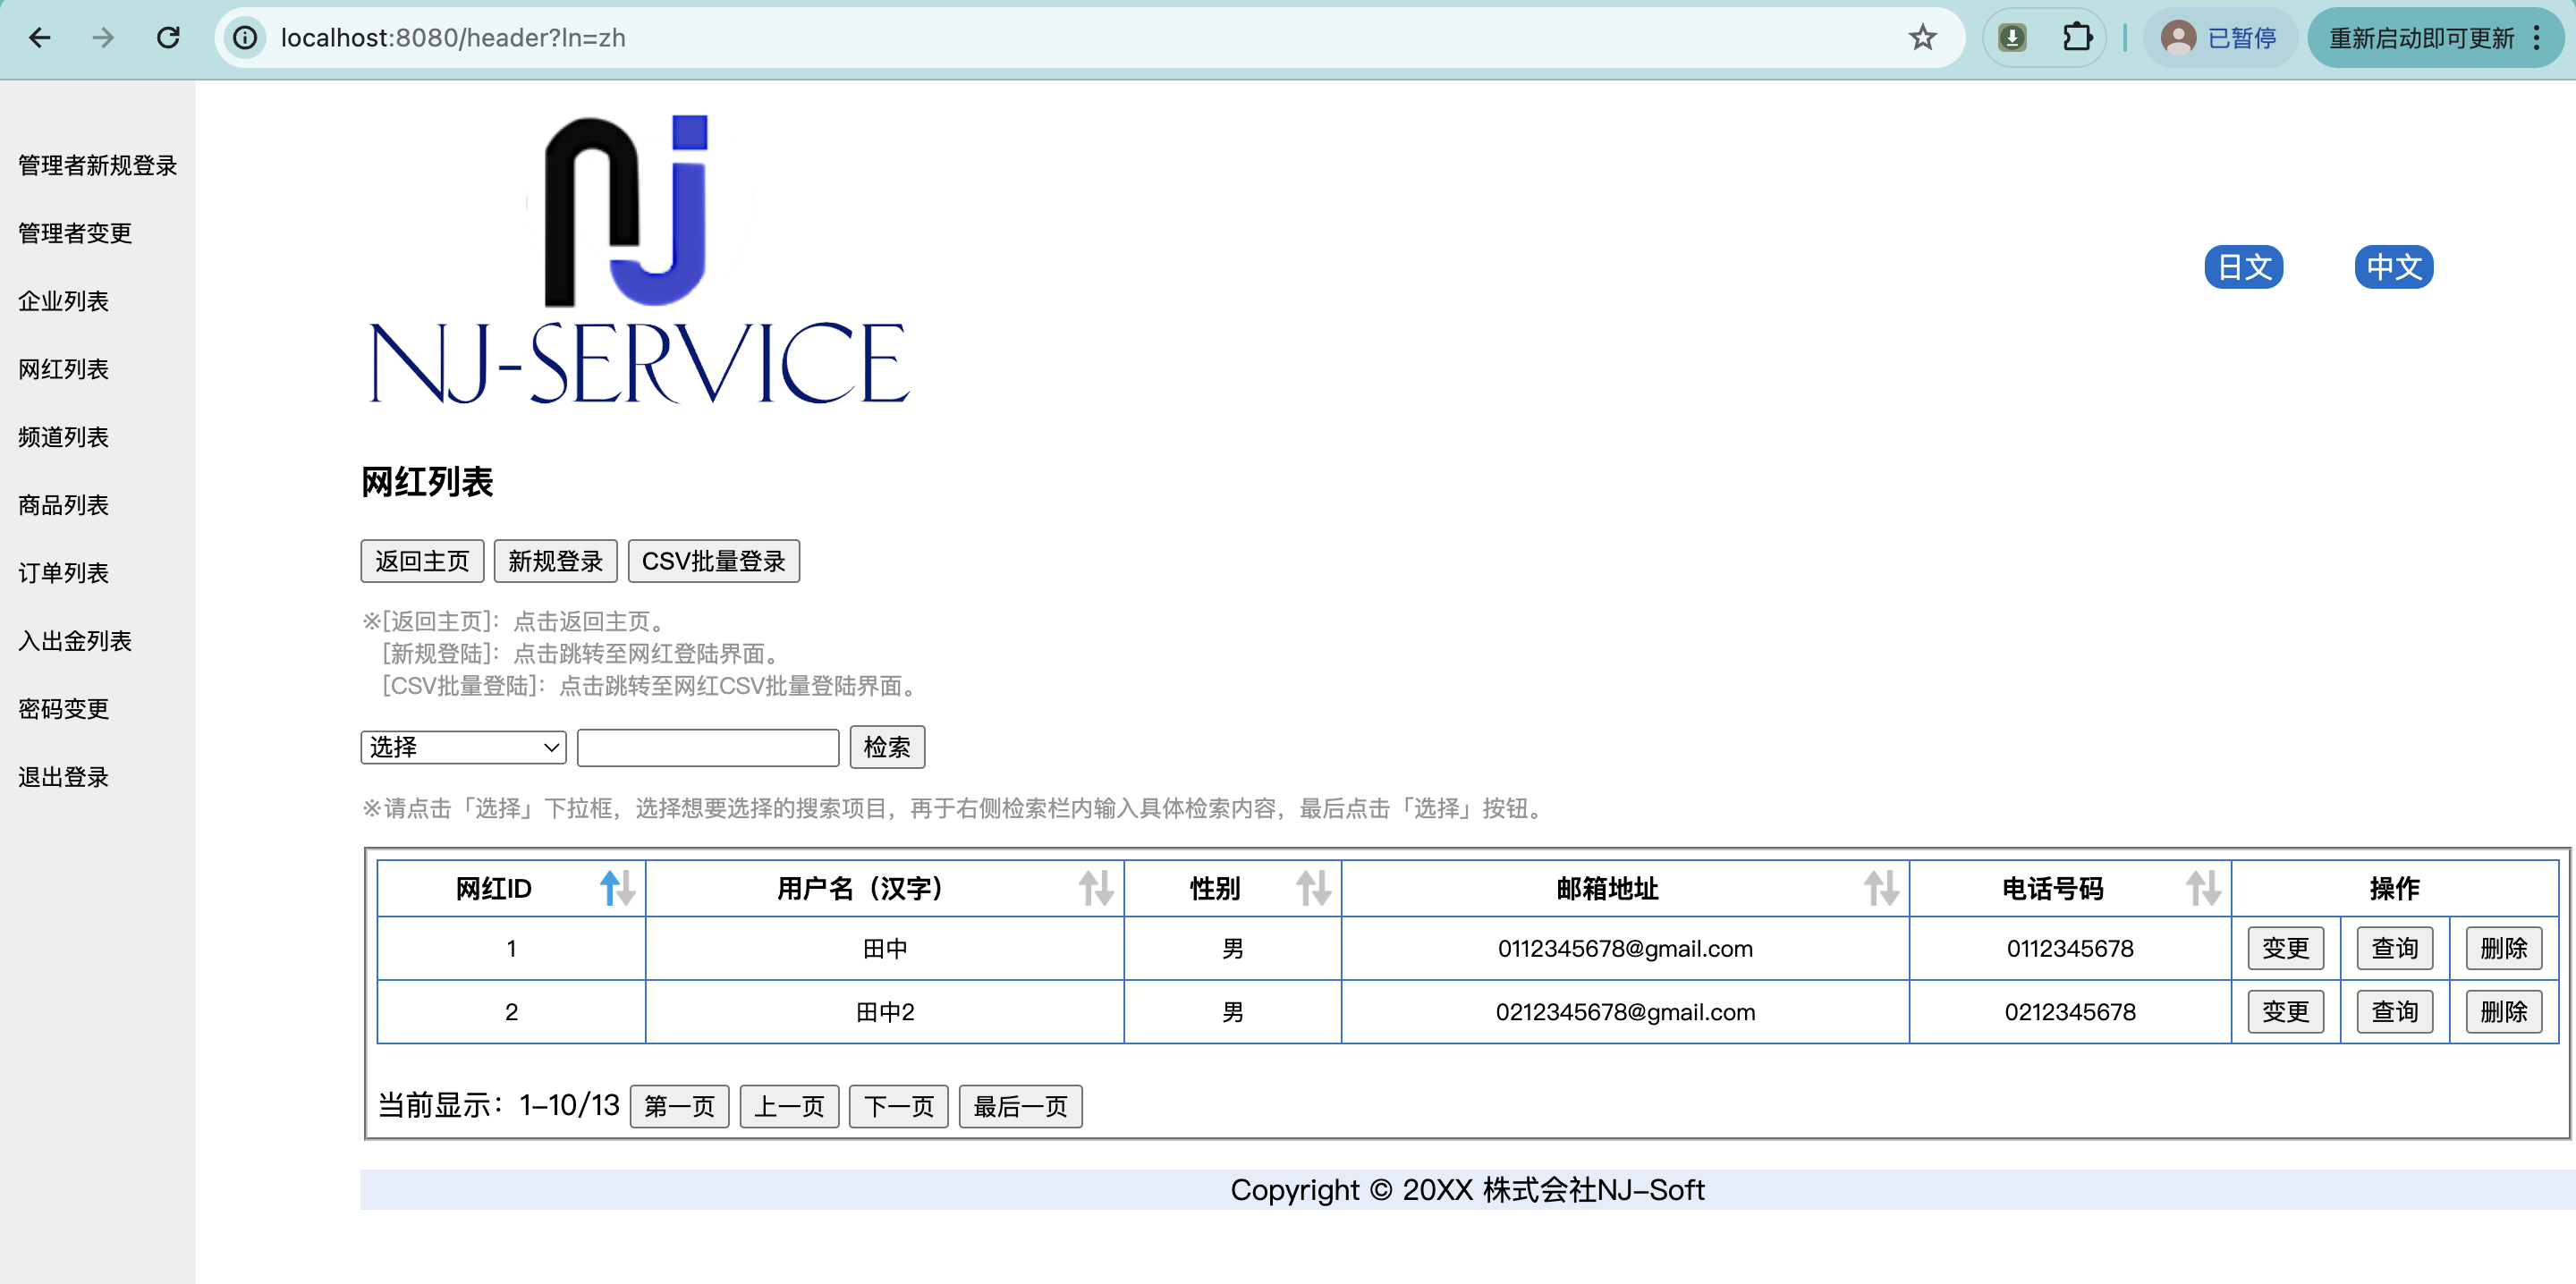 localhost:8080/header?ln=zh
已暂停
重新启动即可更新
管理者新规登录
管理者变更
企业列表
网红列表
频道列表
商品列表
订单列表
入出金列表
密码变更
退出登录
NJ
NJ-SERVICE
日文
中文
网红列表
返回主页 新规登录 CSV批量登录
※[返回主页]：点击返回主页。
[新规登陆]：点击跳转至网红登陆界面。
[CSV批量登陆]：点击跳转至网红CSV批量登陆界面。
选择 检索
※请点击「选择」下拉框，选择想要选择的搜索项目，再于右侧检索栏内输入具体检索内容，最后点击「选择」按钮。
网红ID 用户名（汉字） 性别 邮箱地址 电话号码 操作
1 田中 男 0112345678@gmail.com 0112345678 变更 查询 删除
2 田中2 男 0212345678@gmail.com 0212345678 变更 查询 删除
当前显示：1–10/13 第一页 上一页 下一页 最后一页
Copyright © 20XX 株式会社NJ–Soft